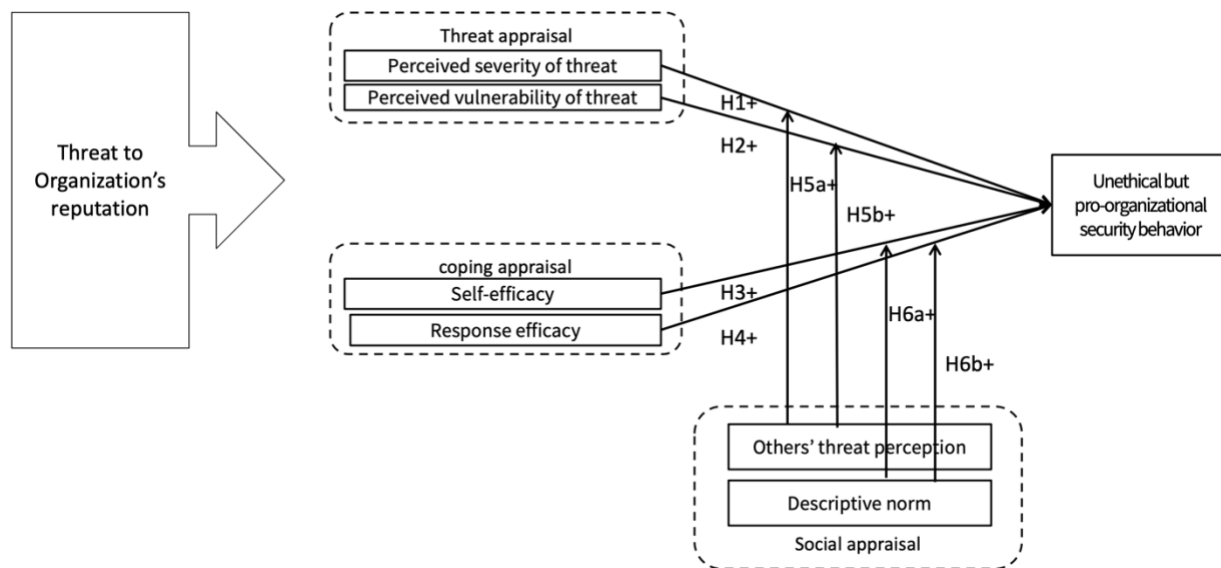 Threat to
Organization's
reputation
Threat appraisal
Perceived severity of threat
Perceived vulnerability of threat
H1+
H2+
H5a+
H5b+
Unethical but
pro-organizational
security behavior
coping appraisal
Self-efficacy
Response efficacy
H3+
H4+
H6a+
H6b+
Others' threat perception
Descriptive norm
Social appraisal